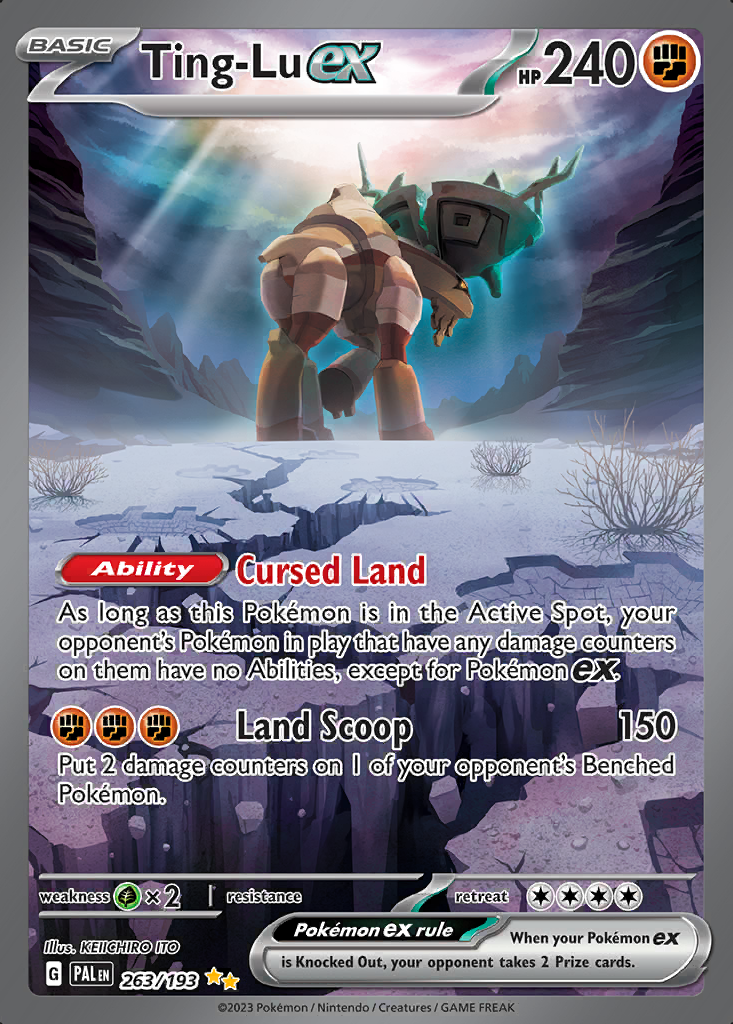 BASIC Ting-Lu ex HP 240
Ability Cursed Land
As long as this Pokémon is in the Active Spot, your
opponent's Pokémon in play that have any damage counters
on them have no Abilities, except for Pokémon ex.
Land Scoop 150
Put 2 damage counters on 1 of your opponent's Benched
Pokémon.
weakness ×2 resistance retreat
Illus. KEIICHIRO ITO
Pokémon ex rule When your Pokémon ex
is Knocked Out, your opponent takes 2 Prize cards.
G PAL EN 263/193
©2023 Pokémon / Nintendo / Creatures / GAME FREAK